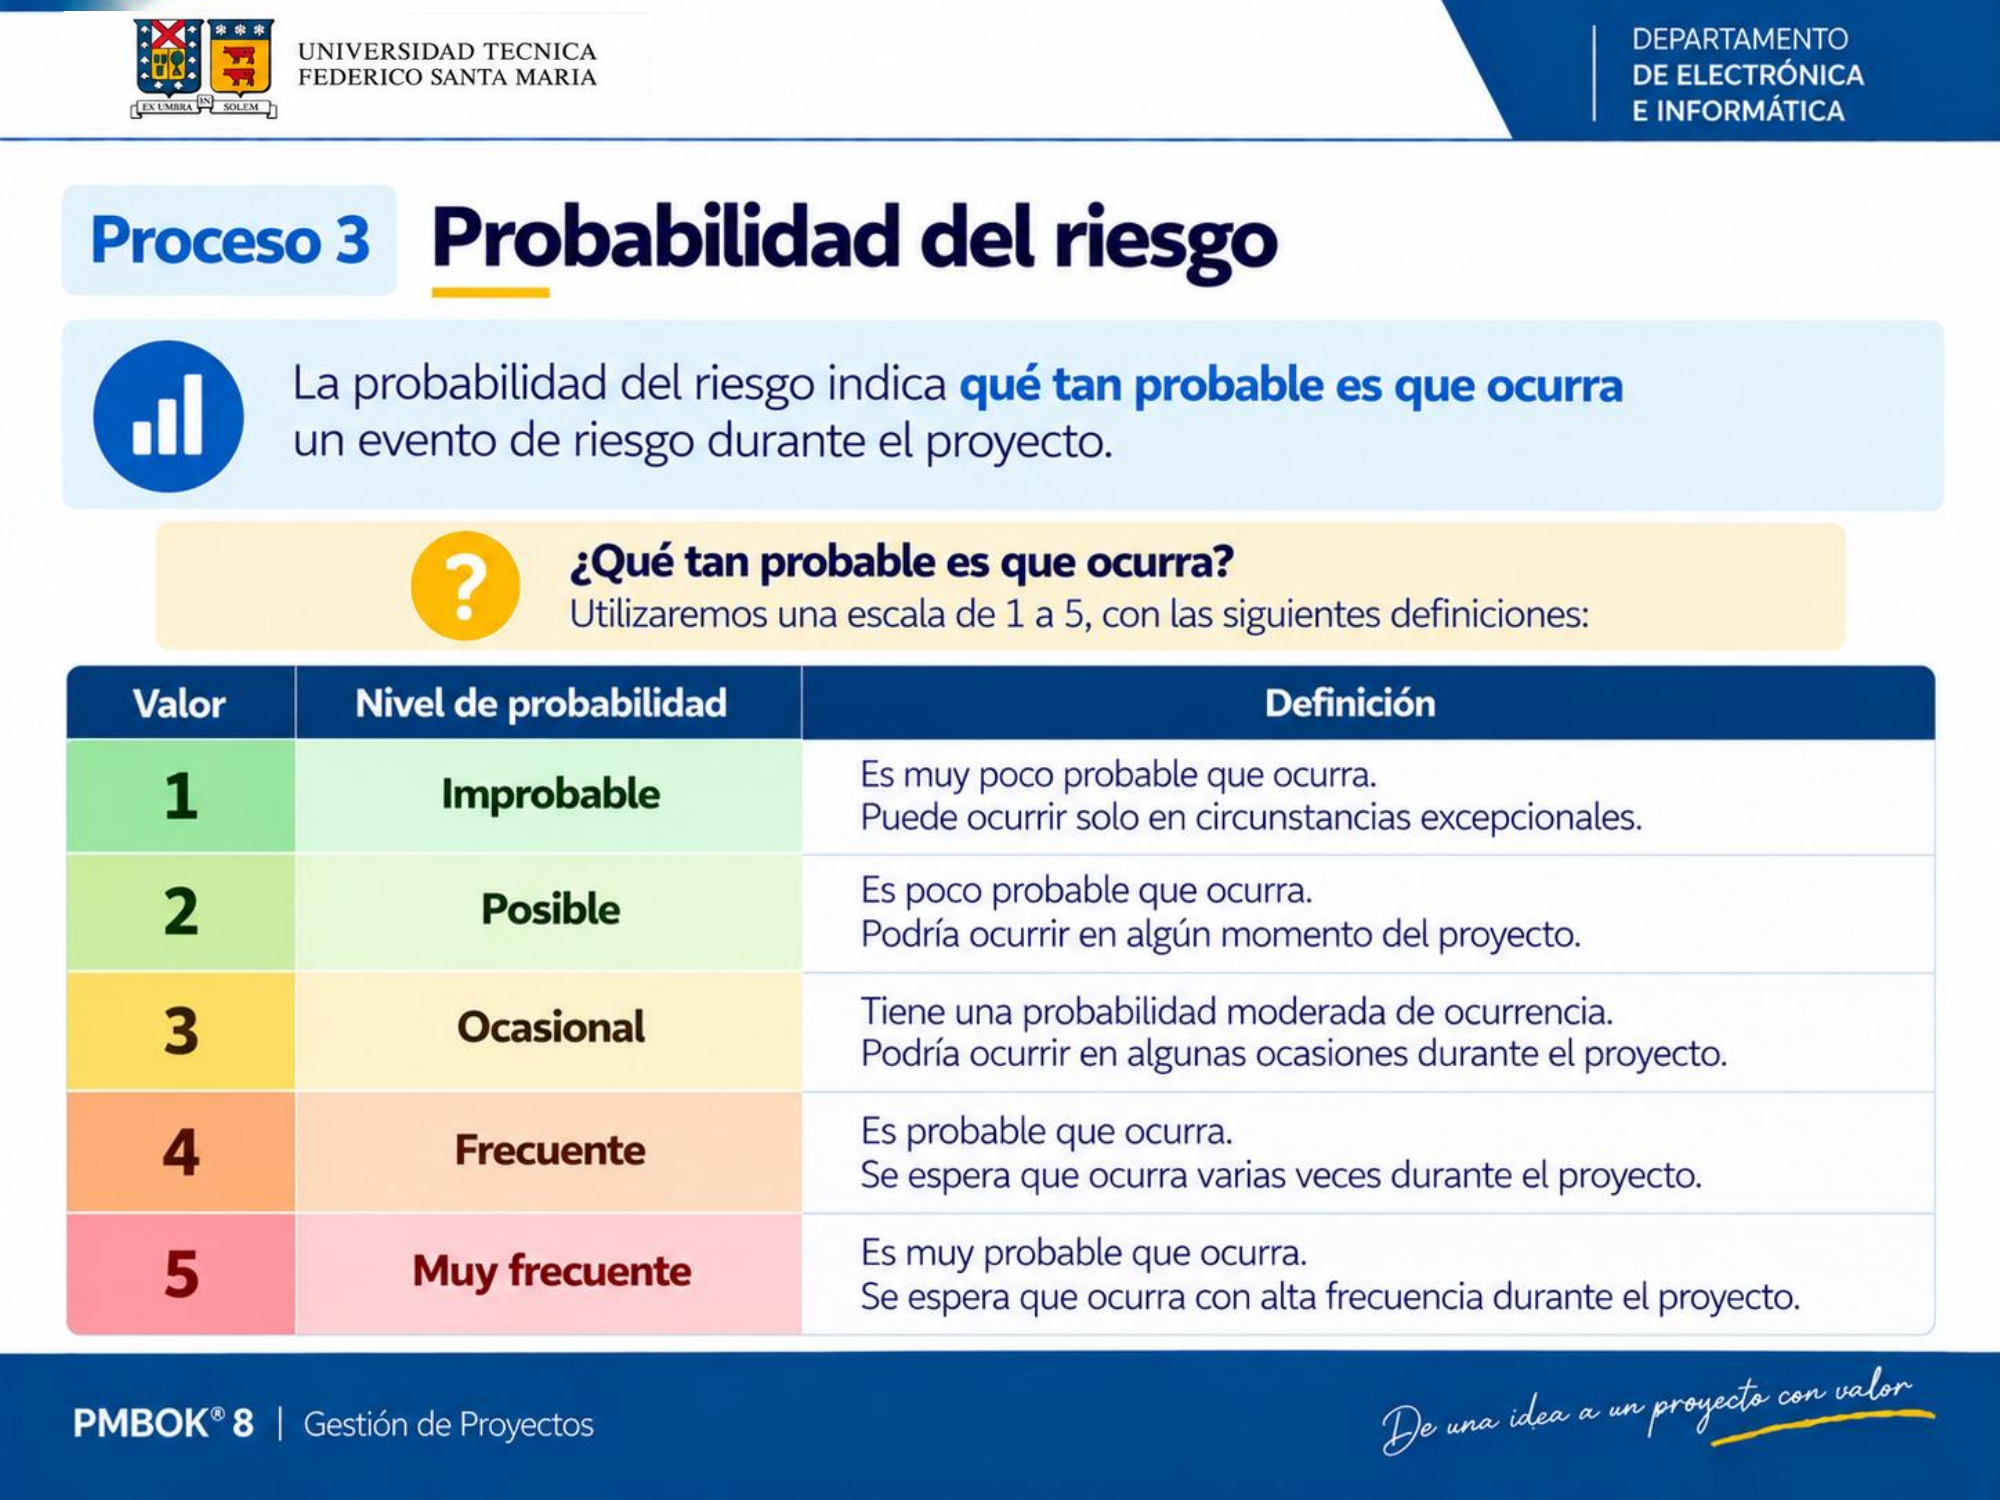 EX UMBRA IN SOLEM
UNIVERSIDAD TECNICA
FEDERICO SANTA MARIA
DEPARTAMENTO
DE ELECTRÓNICA
E INFORMÁTICA
Proceso 3
Probabilidad del riesgo
La probabilidad del riesgo indica qué tan probable es que ocurra
un evento de riesgo durante el proyecto.
?
¿Qué tan probable es que ocurra?
Utilizaremos una escala de 1 a 5, con las siguientes definiciones:
Valor Nivel de probabilidad Definición
1 Improbable Es muy poco probable que ocurra.
Puede ocurrir solo en circunstancias excepcionales.
2 Posible Es poco probable que ocurra.
Podría ocurrir en algún momento del proyecto.
3 Ocasional Tiene una probabilidad moderada de ocurrencia.
Podría ocurrir en algunas ocasiones durante el proyecto.
4 Frecuente Es probable que ocurra.
Se espera que ocurra varias veces durante el proyecto.
5 Muy frecuente Es muy probable que ocurra.
Se espera que ocurra con alta frecuencia durante el proyecto.
PMBOK® 8 | Gestión de Proyectos
De una idea a un proyecto con valor